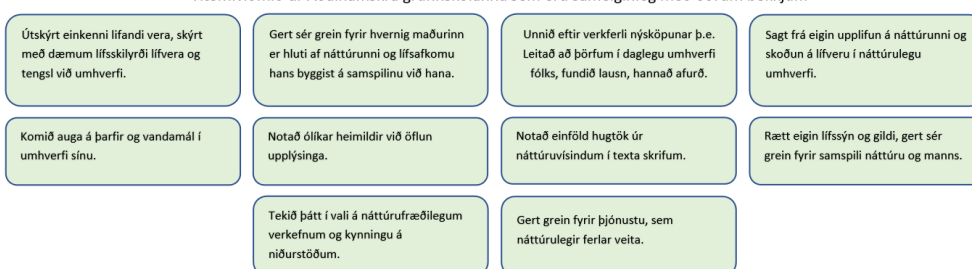 Útskýrt einkenni lifandi vera, skýrt
með dæmum lífsskilyrði lífvera og
tengsl við umhverfi.
Gert sér grein fyrir hvernig maðurinn
er hluti af náttúrunni og lífsafkomu
hans byggist á samspilinu við hana.
Unnið eftir verkferli nýsköpunar þ.e.
Leitað að þörfum í daglegu umhverfi
fólks, fundið lausn, hannað afurð.
Sagt frá eigin upplifun á náttúrunni og
skoðun á lífveru í náttúrulegu
umhverfi.
Komið auga á þarfir og vandamál í
umhverfi sínu.
Notað ólíkar heimildir við öflun
upplýsinga.
Notað einföld hugtök úr
náttúruvísindum í texta skrifum.
Rætt eigin lífssýn og gildi, gert sér
grein fyrir samspili náttúru og manns.
Tekið þátt í vali á náttúrufræðilegum
verkefnum og kynningu á
niðurstöðum.
Gert grein fyrir þjónustu, sem
náttúrulegir ferlar veita.